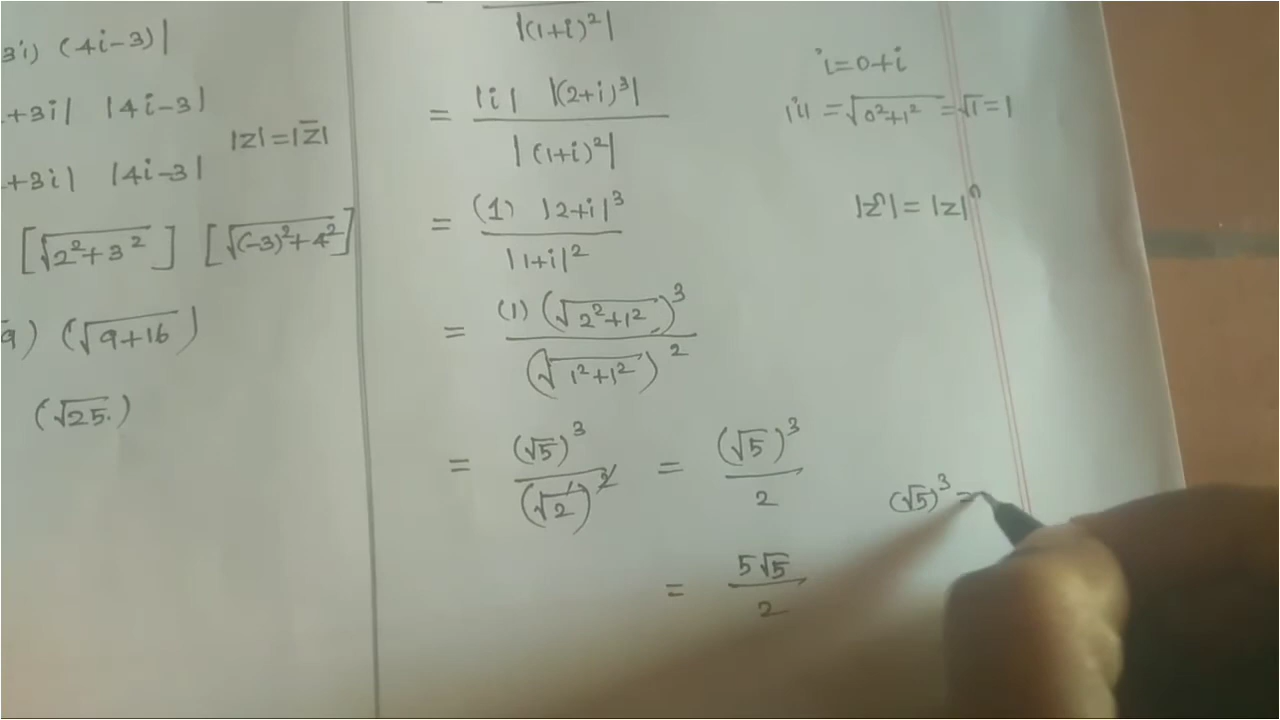 3i) (4i-3)|
+3i| |4i-3|
|z|=|z̅|
+3i| |4i-3|
[√2²+3²] [√(-3)²+4²]
9) (√9+16)
(√25.)
=
|(1+i)²|
= |i| |(2+i)³|
|(1+i)²|
= (1) |2+i|³
|1+i|²
= (1) (√2²+1²)³
(√1²+1²)²
= (√5)³ = (√5)³
(√2)² 2
= 5√5
2
i=0+i
|i| = √0²+1² = √1 = 1
|zⁿ| = |z|ⁿ
(√5)³ =